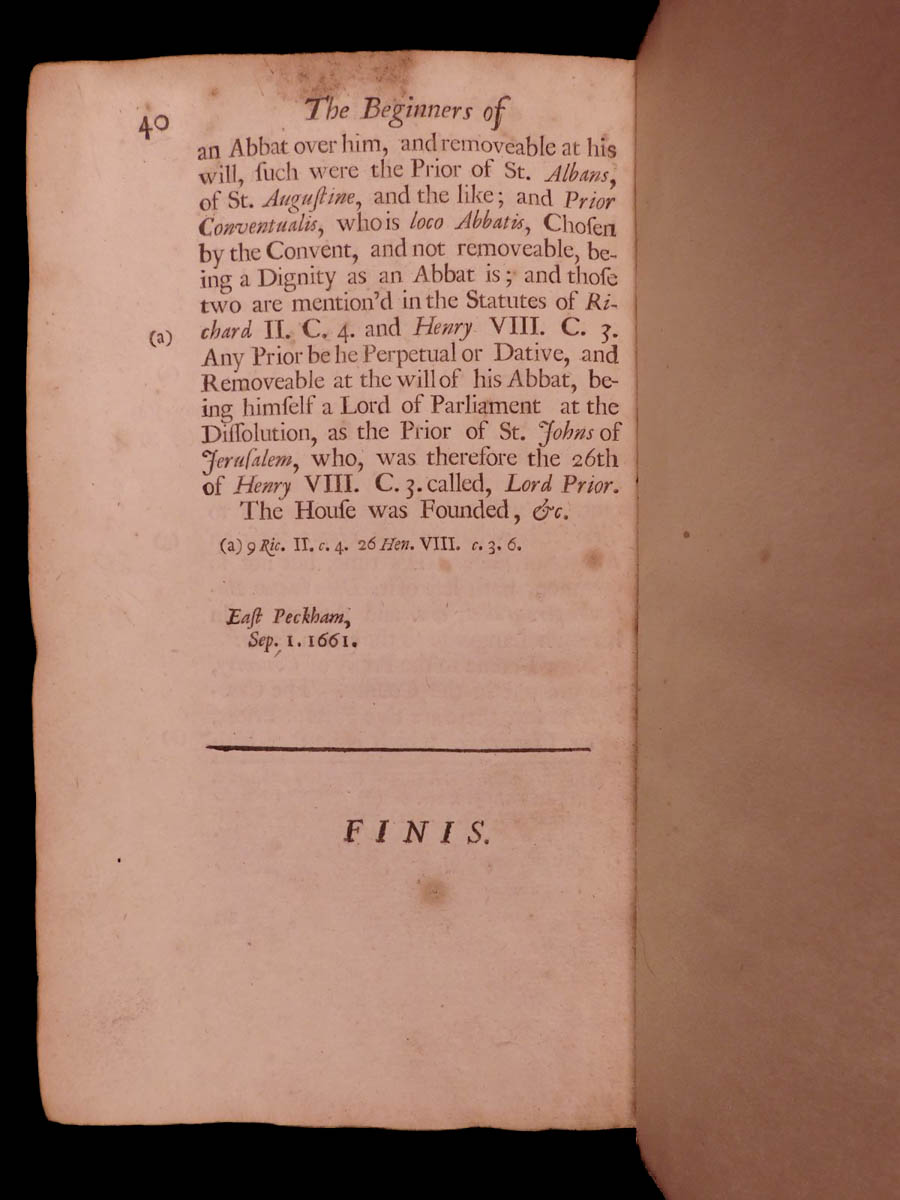 40
The Beginners of
an Abbat over him, and removeable at his
will, ſuch were the Prior of St. Albans,
of St. Auguſtine, and the like; and Prior
Conventualis, who is loco Abbatis, Choſen
by the Convent, and not removeable, be-
ing a Dignity as an Abbat is; and thoſe
two are mention'd in the Statutes of Ri-
(a) chard II. C. 4. and Henry VIII. C. 3.
Any Prior be he Perpetual or Dative, and
Removeable at the will of his Abbat, be-
ing himſelf a Lord of Parliament at the
Diſſolution, as the Prior of St. Johns of
Jeruſalem, who, was therefore the 26th
of Henry VIII. C. 3. called, Lord Prior.
The Houſe was Founded, &c.
(a) 9 Ric. II. c. 4. 26 Hen. VIII. c. 3. 6.
Eaſt Peckham,
Sep. 1. 1661.
FINIS.